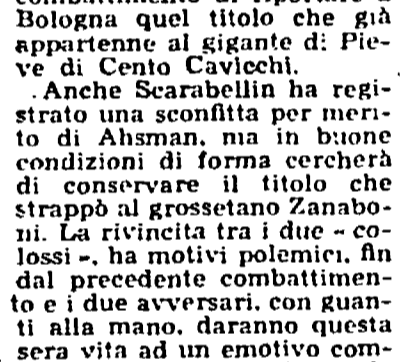 Bologna quel titolo che già
appartenne al gigante di Pie-
ve di Cento Cavicchi.
Anche Scarabellin ha regi-
strato una sconfitta per meri-
to di Ahsman, ma in buone
condizioni di forma cercherà
di conservare il titolo che
strappò al grossetano Zanabo-
ni. La rivincita tra i due « co-
lossi », ha motivi polemici, fin
dal precedente combattimen-
to e i due avversari, con guan-
ti alla mano, daranno questa
sera vita ad un emotivo com-